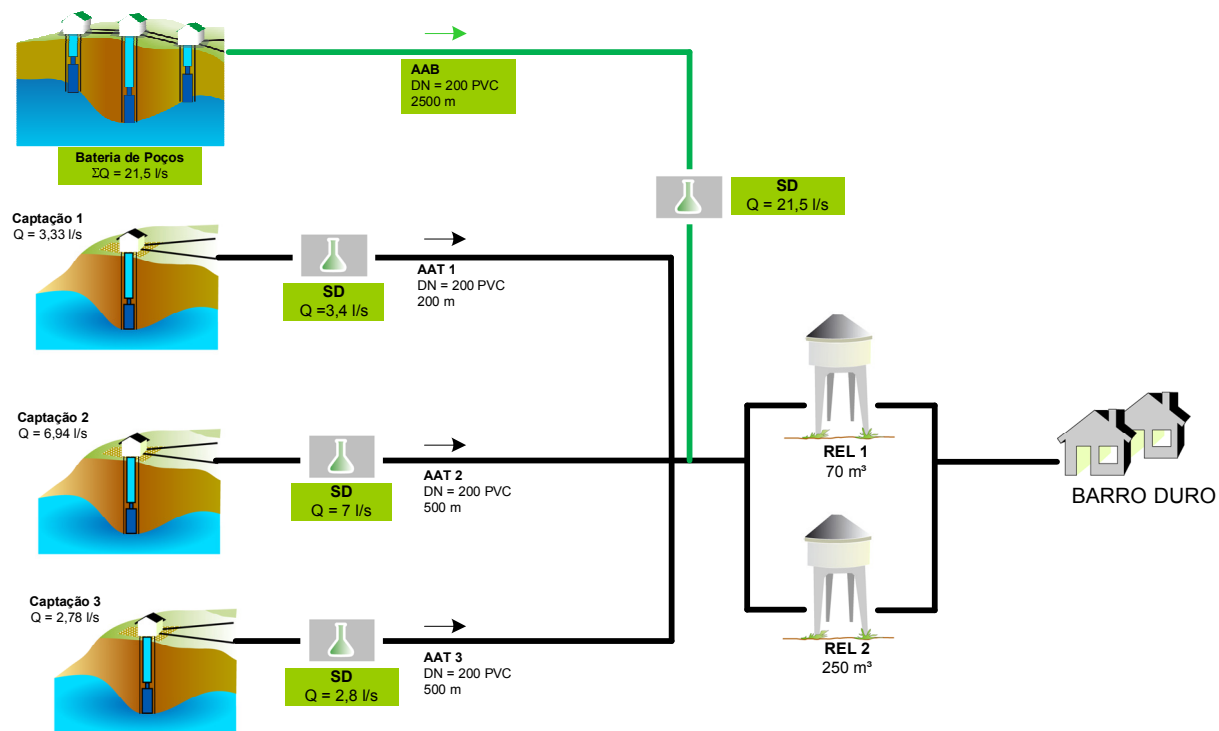 AAB
DN = 200 PVC
2500 m
Bateria de Poços
ΣQ = 21,5 l/s
SD
Q = 21,5 l/s
Captação 1
Q = 3,33 l/s
SD
Q =3,4 l/s
AAT 1
DN = 200 PVC
200 m
Captação 2
Q = 6,94 l/s
SD
Q = 7 l/s
AAT 2
DN = 200 PVC
500 m
REL 1
70 m³
BARRO DURO
Captação 3
Q = 2,78 l/s
SD
Q = 2,8 l/s
AAT 3
DN = 200 PVC
500 m
REL 2
250 m³